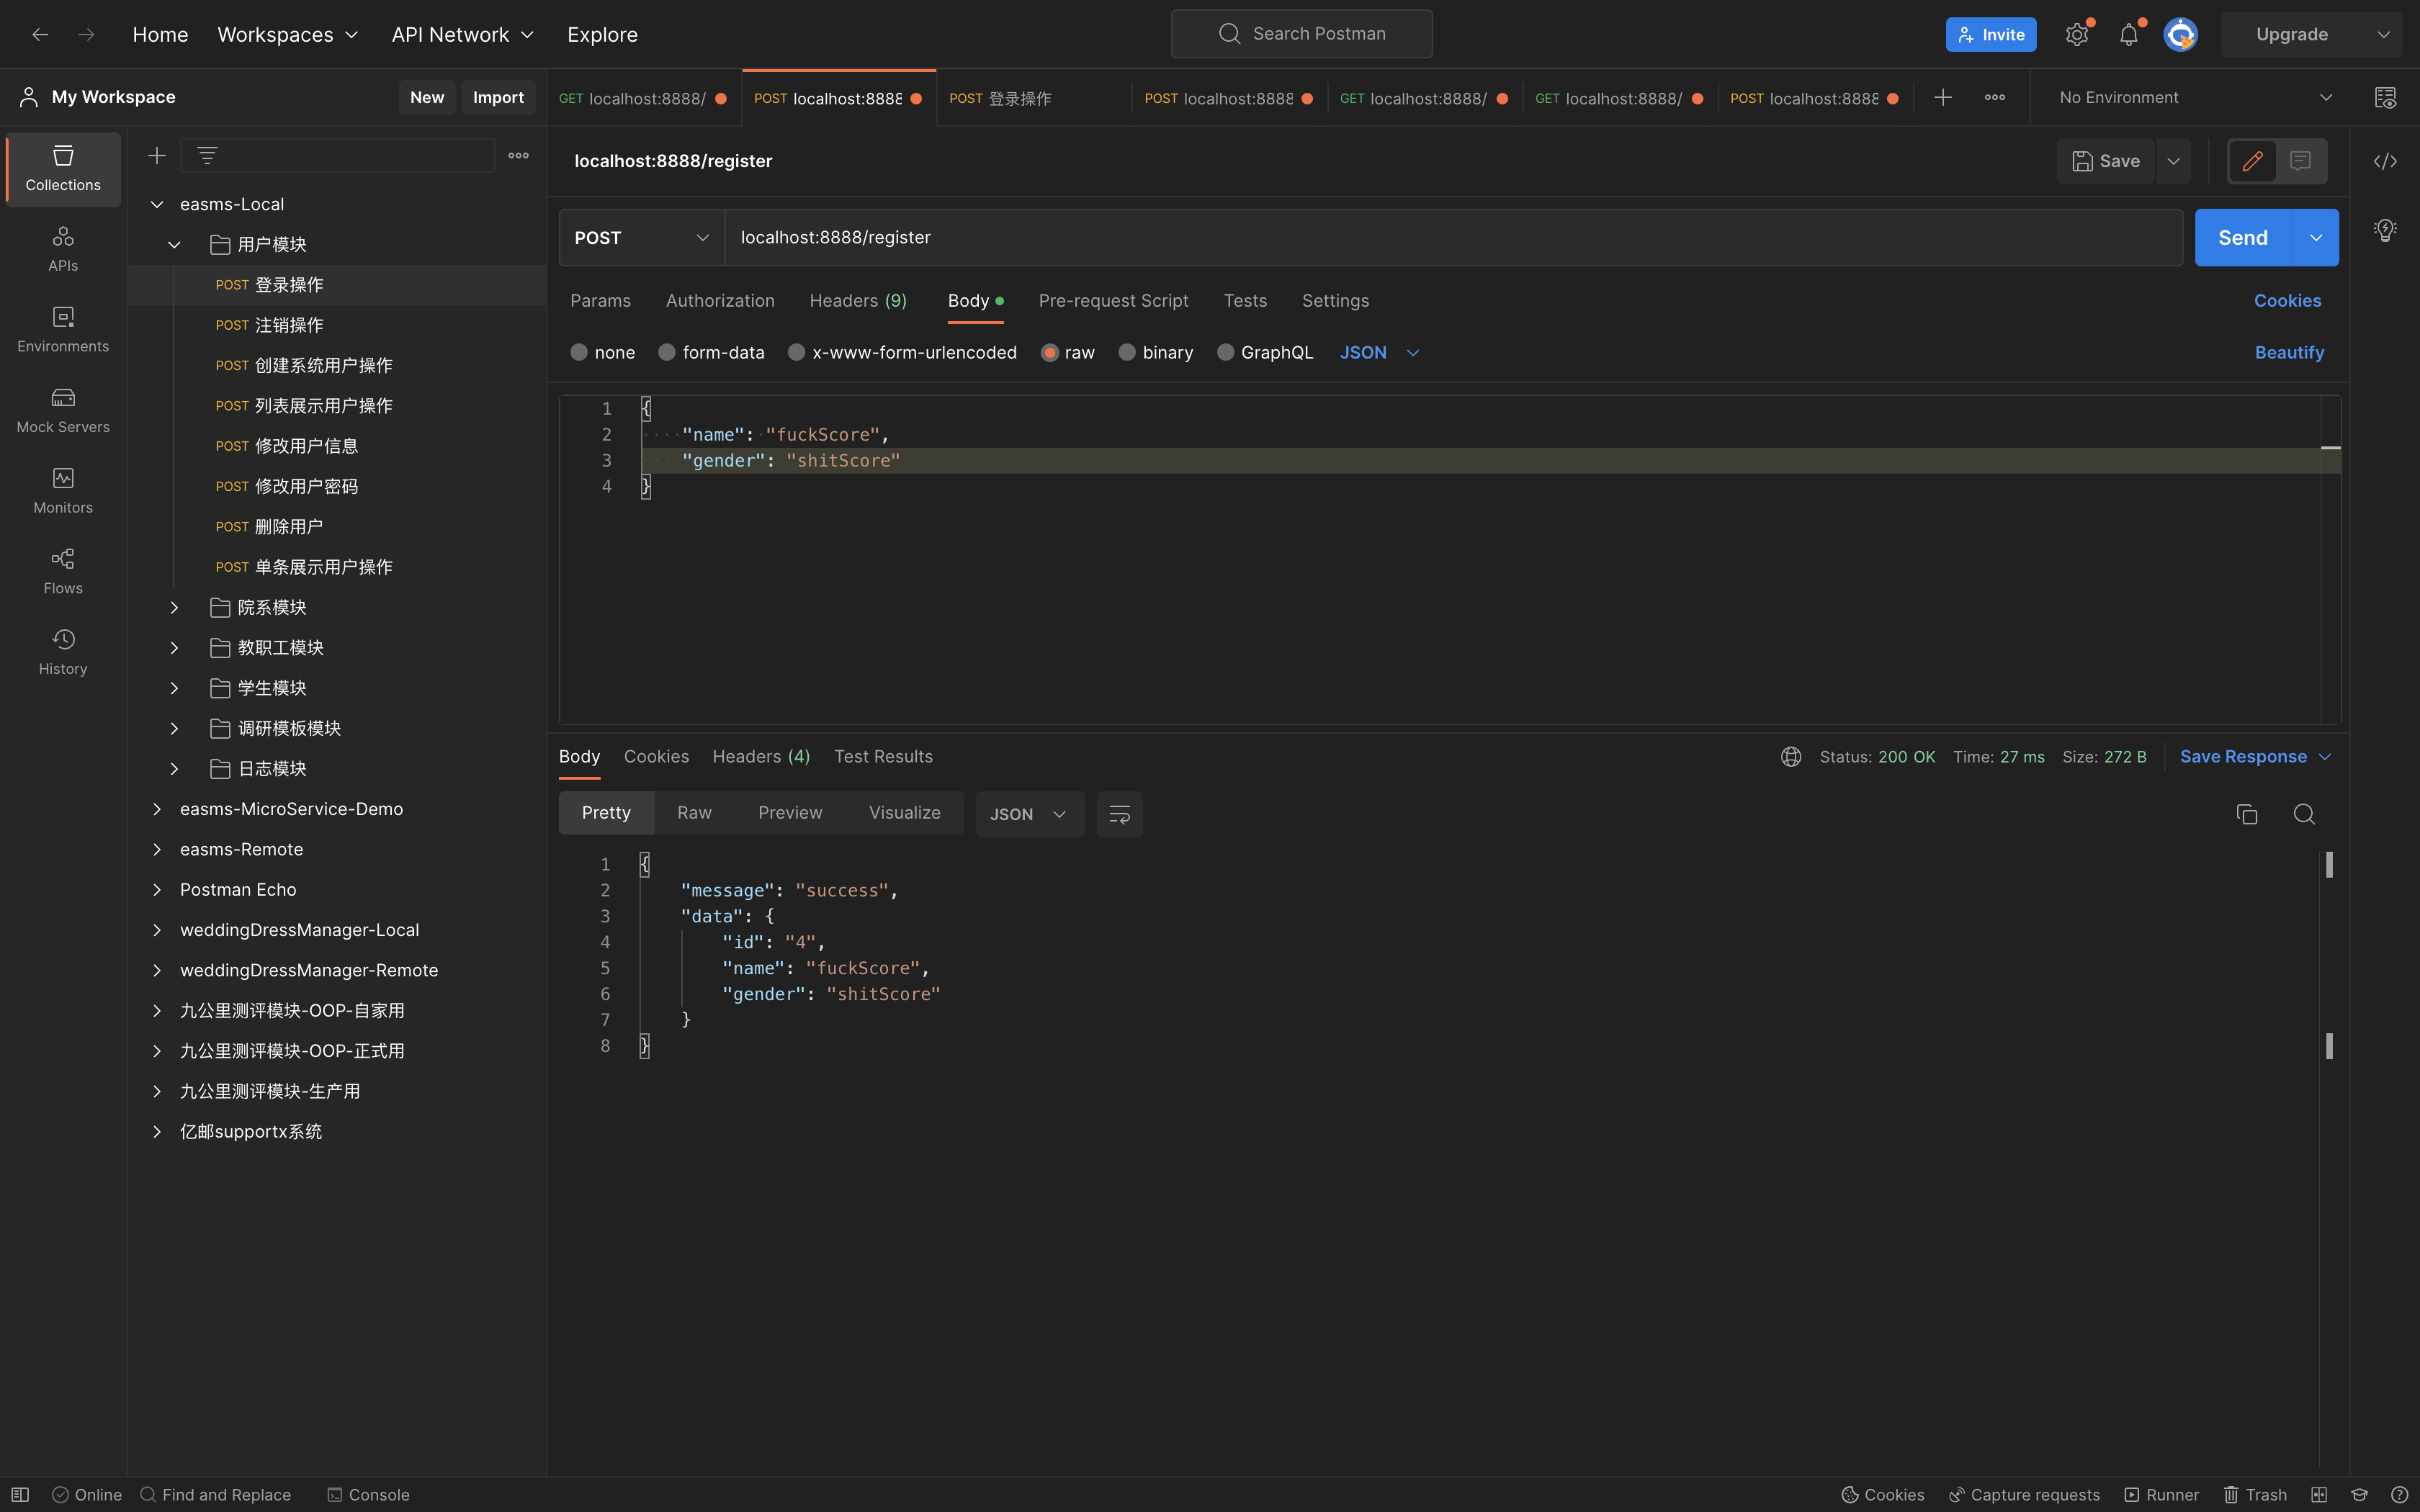 Home Workspaces API Network Explore Search Postman Invite Upgrade
My Workspace New Import
GET localhost:8888/ POST localhost:8888 POST 登录操作 POST localhost:8888 GET localhost:8888/ GET localhost:8888/ POST localhost:8888 No Environment
Collections
APIs
Environments
Mock Servers
Monitors
Flows
History
easms-Local
用户模块
POST 登录操作
POST 注销操作
POST 创建系统用户操作
POST 列表展示用户操作
POST 修改用户信息
POST 修改用户密码
POST 删除用户
POST 单条展示用户操作
院系模块
教职工模块
学生模块
调研模板模块
日志模块
easms-MicroService-Demo
easms-Remote
Postman Echo
weddingDressManager-Local
weddingDressManager-Remote
九公里测评模块-OOP-自家用
九公里测评模块-OOP-正式用
九公里测评模块-生产用
亿邮supportx系统
localhost:8888/register Save
POST localhost:8888/register Send
Params Authorization Headers (9) Body Pre-request Script Tests Settings Cookies
none form-data x-www-form-urlencoded raw binary GraphQL JSON Beautify
1 {
2 "name": "fuckScore",
3 "gender": "shitScore"
4 }
Body Cookies Headers (4) Test Results Status: 200 OK Time: 27 ms Size: 272 B Save Response
Pretty Raw Preview Visualize JSON
1 {
2 "message": "success",
3 "data": {
4 "id": "4",
5 "name": "fuckScore",
6 "gender": "shitScore"
7 }
8 }
Online Find and Replace Console Cookies Capture requests Runner Trash